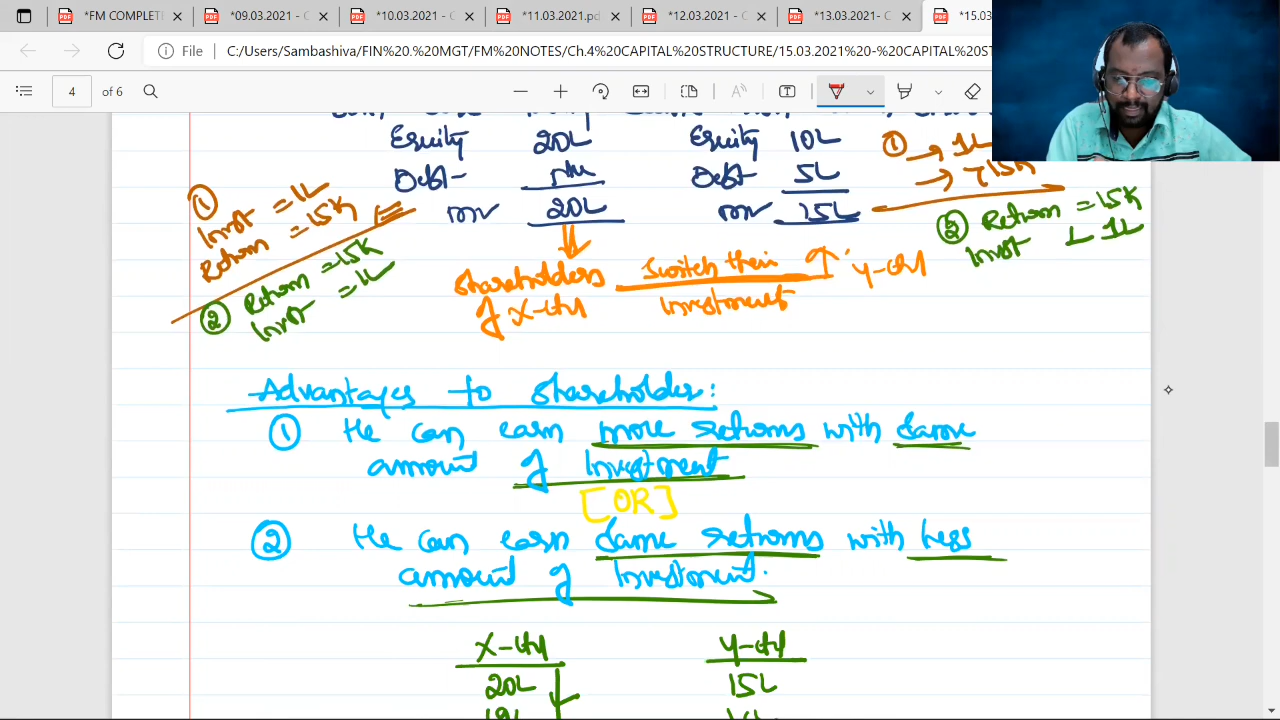 *FM COMPLETE
*09.03.2021 - C
*10.03.2021 - C
*11.03.2021.pd
*12.03.2021 - C
*13.03.2021- C
*15.03
File
C:/Users/Sambashiva/FIN%20.%20MGT/FM%20NOTES/Ch.4%20CAPITAL%20STRUCTURE/15.03.2021%20-%20CAPITAL%20ST
4 of 6
Equity 20L Equity 10L
Debt Debt 5L
MV 20L MV 15L
① Invst = 1L
Return = 15K
② Return = 15K
Invst = 1L
① → 1L
→ 7 15K
② Return = 15K
Invst L 1L
Shareholders Switch their Y-Ltd
of X-Ltd Investment
Advantages to Shareholder:
① He can earn more returns with same
amount of Investment
[OR]
② He can earn same returns with Less
amount of Investment.
X-Ltd Y-Ltd
20L 15L